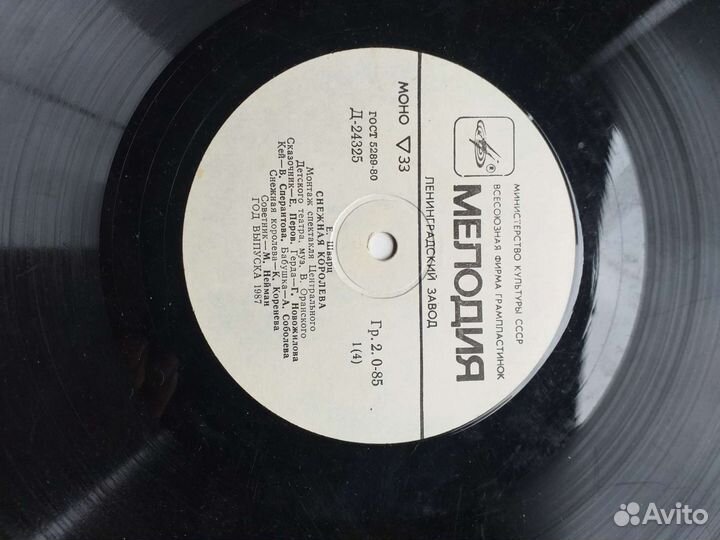 МИНИСТЕРСТВО КУЛЬТУРЫ СССР
ВСЕСОЮЗНАЯ ФИРМА ГРАМПЛАСТИНОК
МЕЛОДИЯ
ЛЕНИНГРАДСКИЙ ЗАВОД
МОНО ▽33
ГОСТ 5289-80
Д-24325
Гр. 2. 0-85
1(4)
Е. Шварц
СНЕЖНАЯ КОРОЛЕВА
Монтаж спектакля Центрального
Детского театра, муз. В. Оранского
Сказочник—Е. Перов, Герда—Г. Новожилова
Кей—В. Сперантова, Бабушка—А. Соболева
Снежная королева—К. Коренева
Советник—М. Нейман
ГОД ВЫПУСКА 1987
Avito